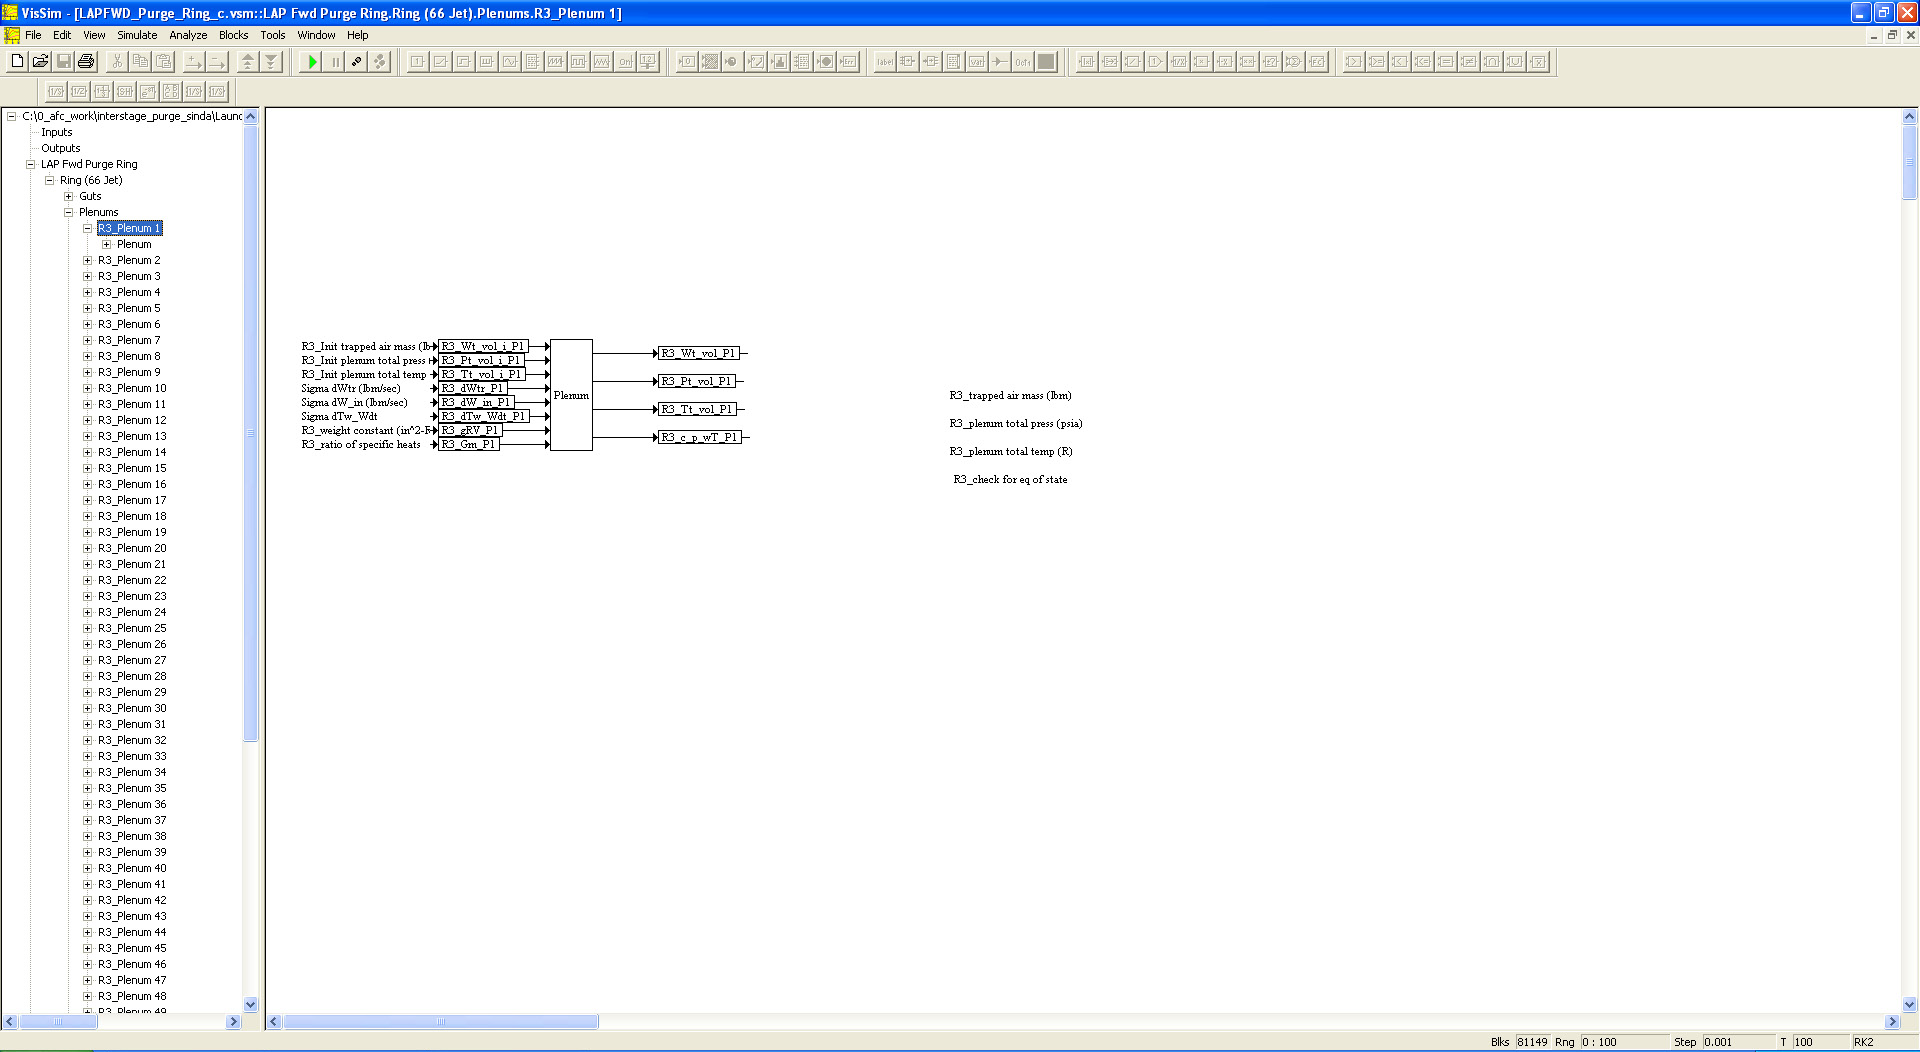 VisSim - [LAPFWD_Purge_Ring_c.vsm::LAP Fwd Purge Ring.Ring (66 Jet).Plenums.R3_Plenum 1]
File Edit View Simulate Analyze Blocks Tools Window Help
C:\0_afc_work\interstage_purge_sinda\Launc
Inputs
Outputs
LAP Fwd Purge Ring
Ring (66 Jet)
Guts
Plenums
R3_Plenum 1
Plenum
R3_Plenum 2
R3_Plenum 3
R3_Plenum 4
R3_Plenum 5
R3_Plenum 6
R3_Plenum 7
R3_Plenum 8
R3_Plenum 9
R3_Plenum 10
R3_Plenum 11
R3_Plenum 12
R3_Plenum 13
R3_Plenum 14
R3_Plenum 15
R3_Plenum 16
R3_Plenum 17
R3_Plenum 18
R3_Plenum 19
R3_Plenum 20
R3_Plenum 21
R3_Plenum 22
R3_Plenum 23
R3_Plenum 24
R3_Plenum 25
R3_Plenum 26
R3_Plenum 27
R3_Plenum 28
R3_Plenum 29
R3_Plenum 30
R3_Plenum 31
R3_Plenum 32
R3_Plenum 33
R3_Plenum 34
R3_Plenum 35
R3_Plenum 36
R3_Plenum 37
R3_Plenum 38
R3_Plenum 39
R3_Plenum 40
R3_Plenum 41
R3_Plenum 42
R3_Plenum 43
R3_Plenum 44
R3_Plenum 45
R3_Plenum 46
R3_Plenum 47
R3_Plenum 48
R3_Plenum 49
R3_Init trapped air mass (lb R3_Wt_vol_i_P1
R3_Init plenum total press R3_Pt_vol_i_P1
R3_Init plenum total temp R3_Tt_vol_i_P1
Sigma dWtr (lbm/sec) R3_dWtr_P1
Sigma dW_in (lbm/sec) R3_dW_in_P1
Sigma dTw_Wdt R3_dTw_Wdt_P1
R3_weight constant (in^2-R R3_gRV_P1
R3_ratio of specific heats R3_Gm_P1
Plenum
R3_Wt_vol_P1
R3_Pt_vol_P1
R3_Tt_vol_P1
R3_c_p_wT_P1
R3_trapped air mass (lbm)
R3_plenum total press (psia)
R3_plenum total temp (R)
R3_check for eq of state
Blks 81149 Rng 0 : 100 Step 0.001 T 100 RK2